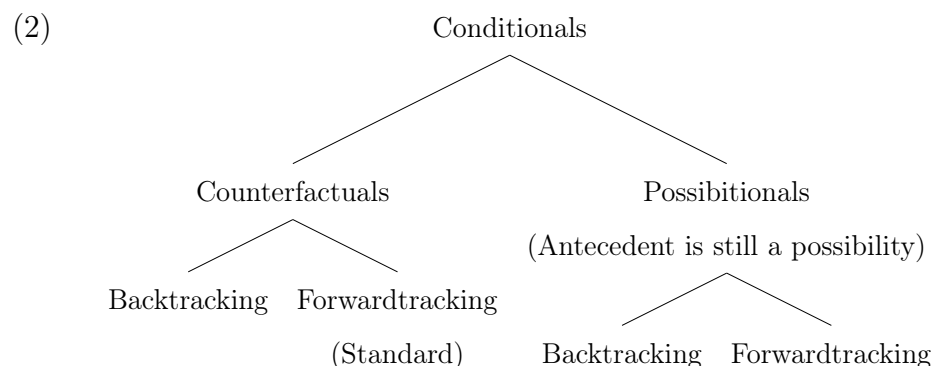 (2) Conditionals
Counterfactuals Possibitionals
(Antecedent is still a possibility)
Backtracking Forwardtracking
(Standard) Backtracking Forwardtracking